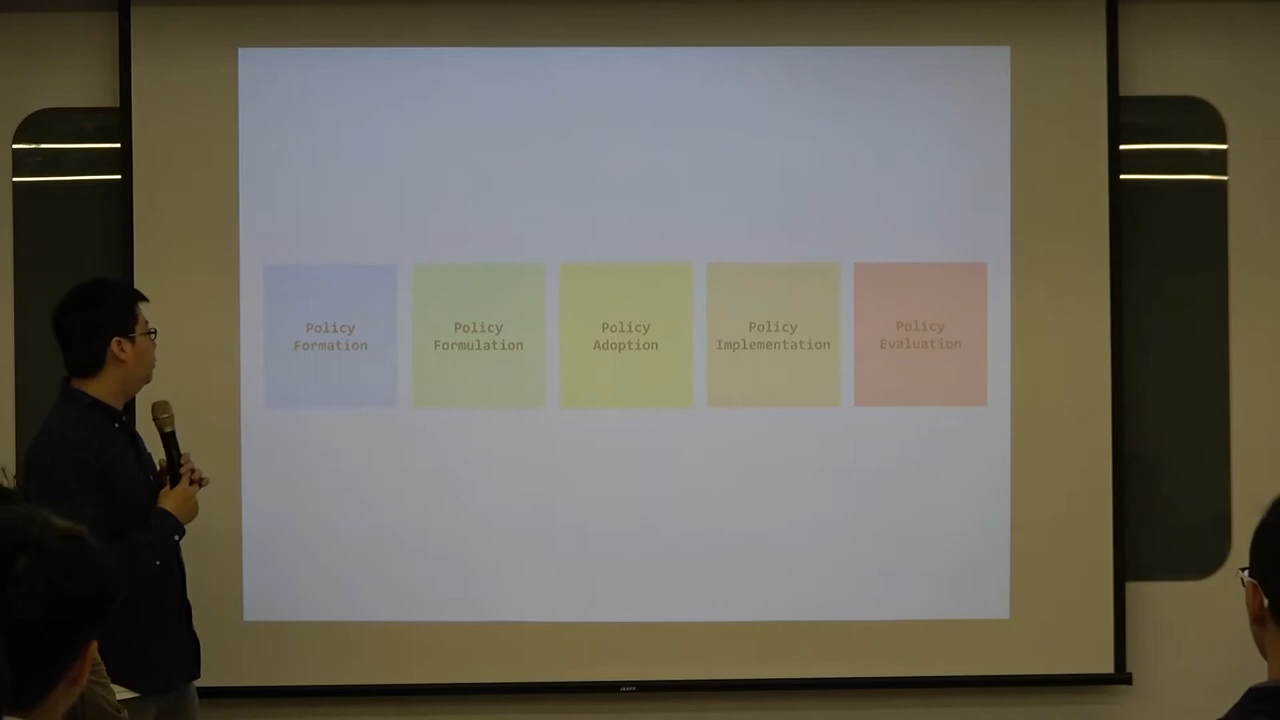 Policy
Formation
Policy
Formulation
Policy
Adoption
Policy
Implementation
Policy
Evaluation